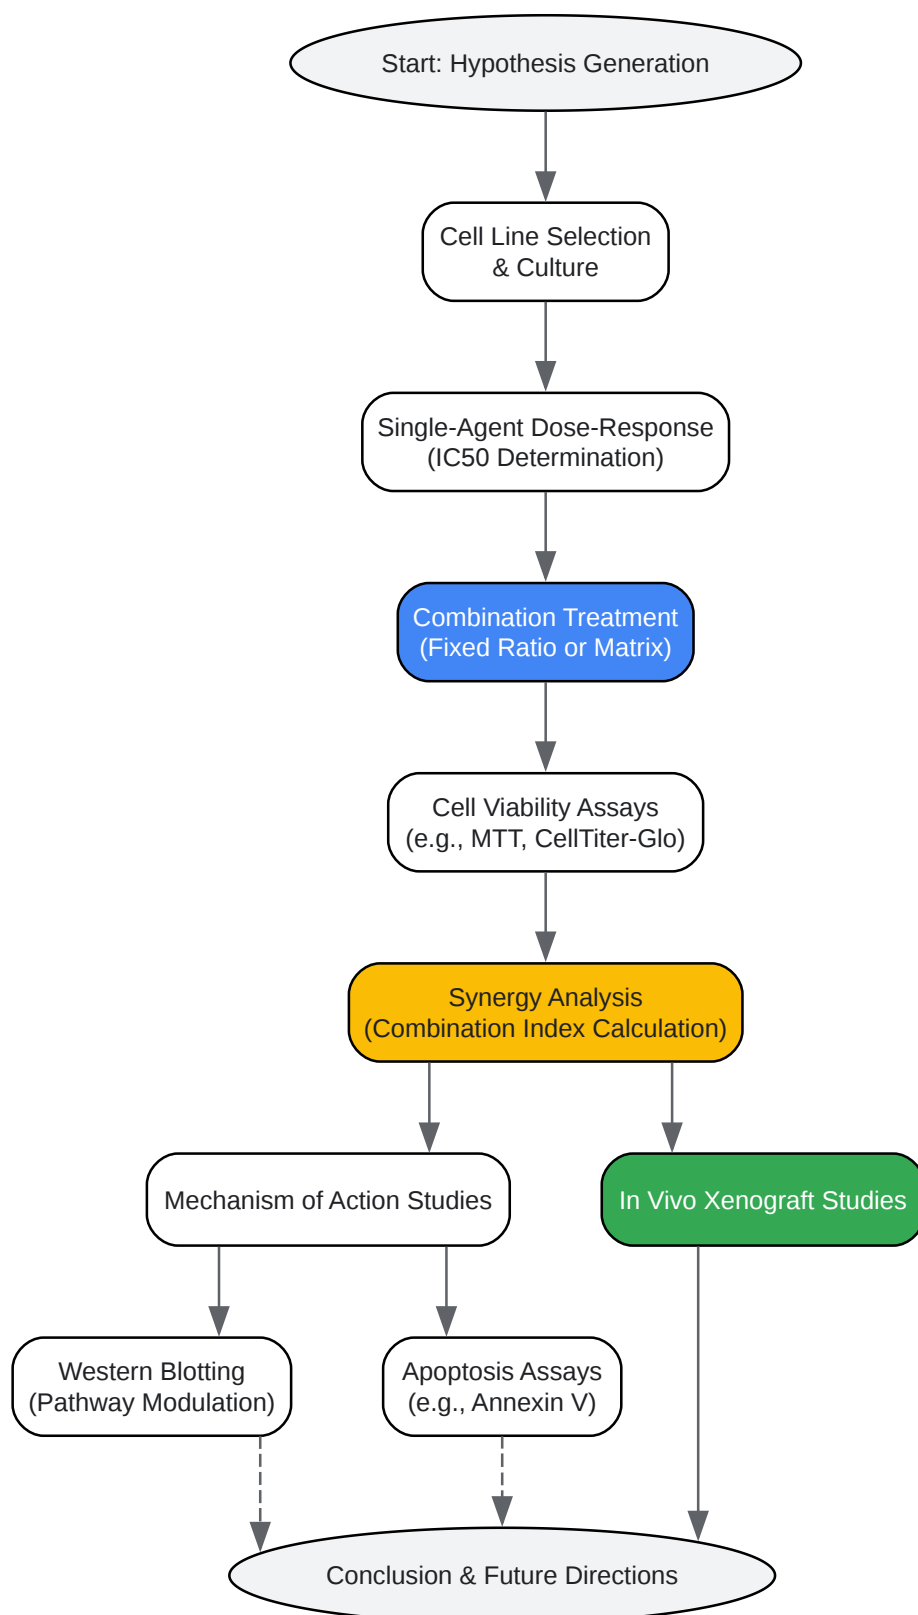 Start: Hypothesis Generation
Cell Line Selection
& Culture
Single-Agent Dose-Response
(IC50 Determination)
Combination Treatment
(Fixed Ratio or Matrix)
Cell Viability Assays
(e.g., MTT, CellTiter-Glo)
Synergy Analysis
(Combination Index Calculation)
Mechanism of Action Studies
In Vivo Xenograft Studies
Western Blotting
(Pathway Modulation)
Apoptosis Assays
(e.g., Annexin V)
Conclusion & Future Directions